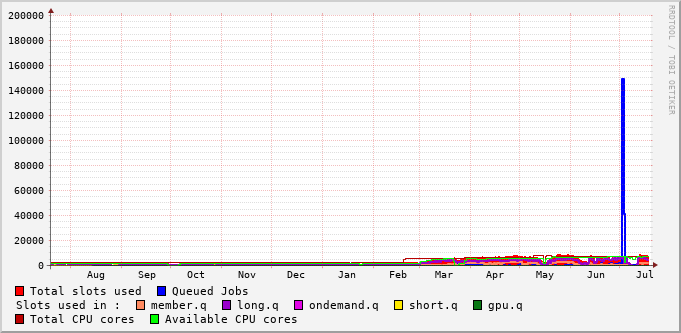 200000
180000
160000
140000
120000
100000
80000
60000
40000
20000
0
Aug Sep Oct Nov Dec Jan Feb Mar Apr May Jun Jul
Total slots used Queued Jobs
Slots used in : member.q long.q ondemand.q short.q gpu.q
Total CPU cores Available CPU cores
RRDTOOL / TOBI OETIKER